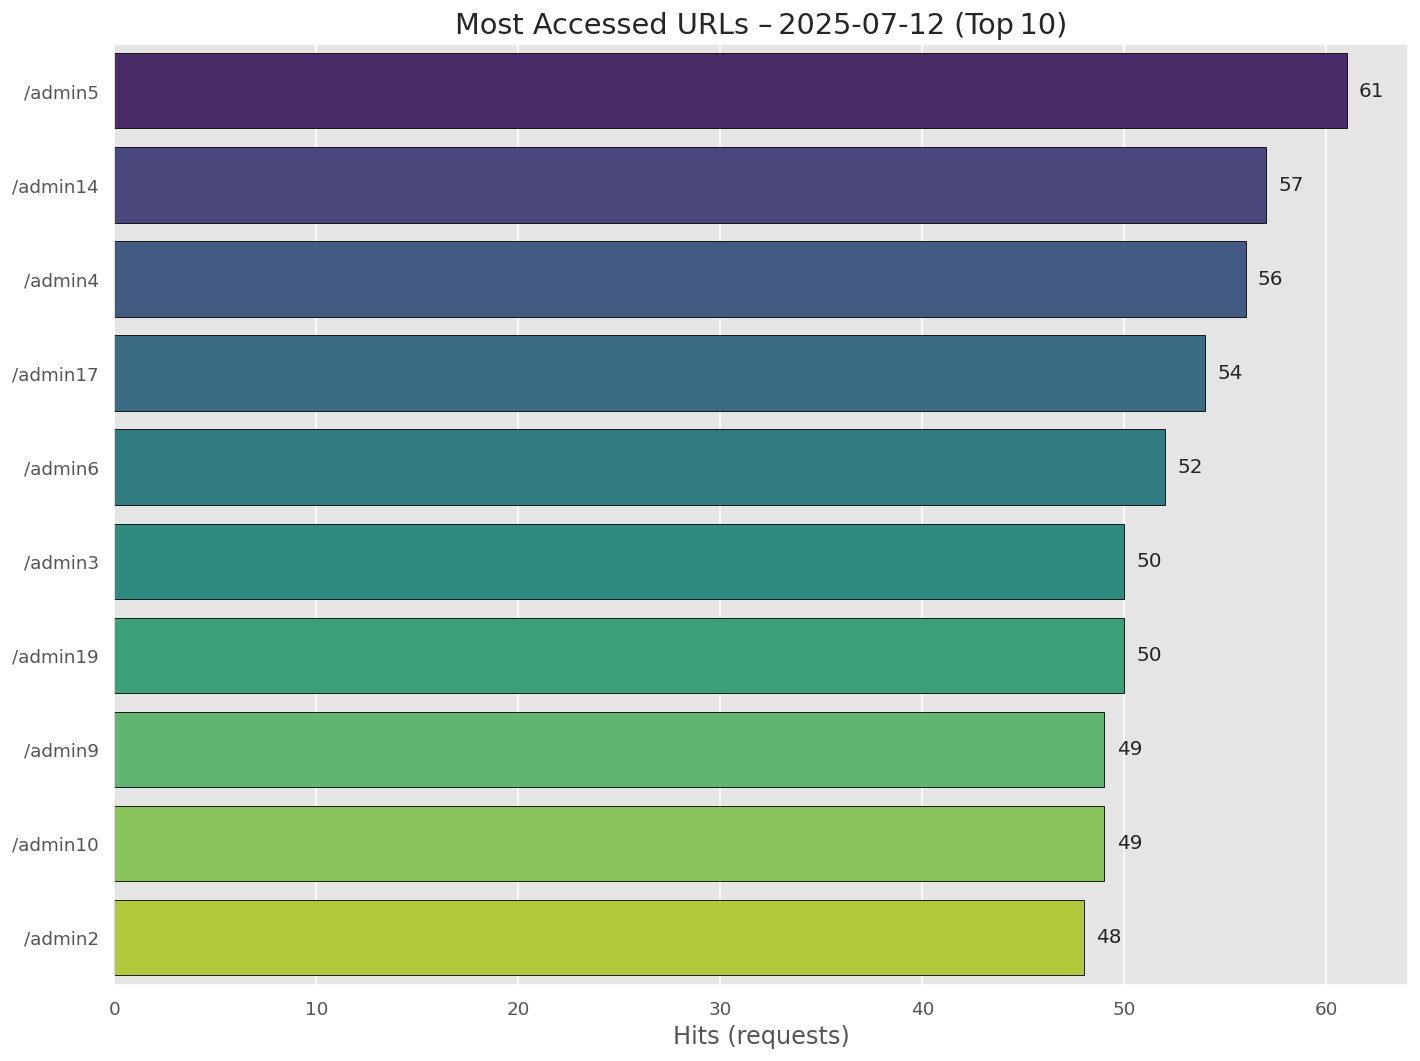 Most Accessed URLs – 2025-07-12 (Top 10)
/admin5 61
/admin14 57
/admin4 56
/admin17 54
/admin6 52
/admin3 50
/admin19 50
/admin9 49
/admin10 49
/admin2 48
0 10 20 30 40 50 60
Hits (requests)